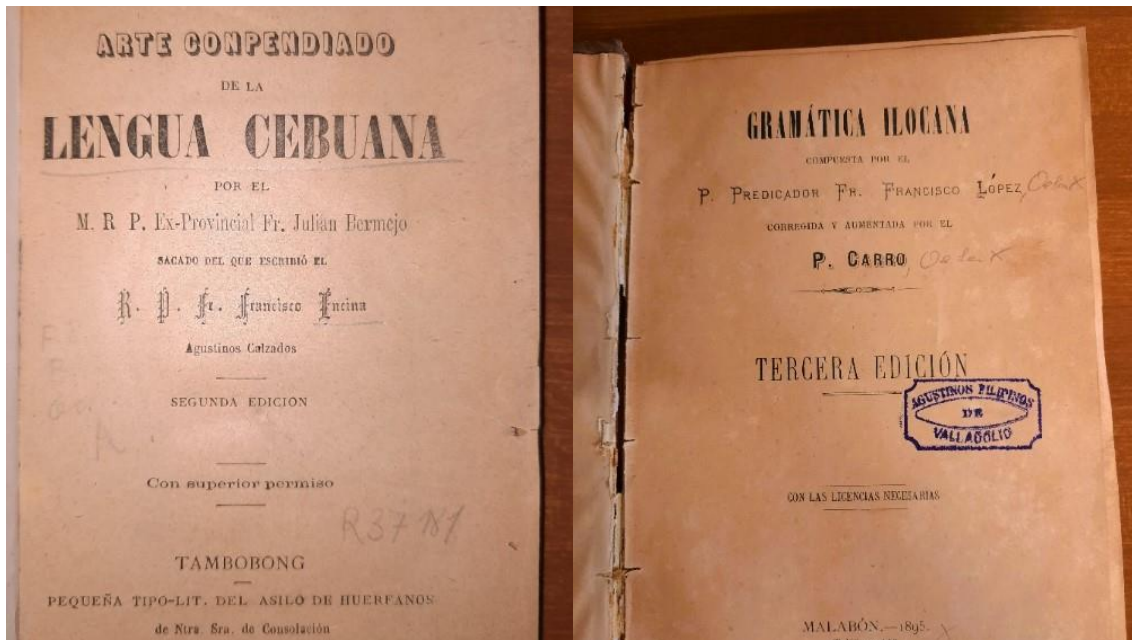 ARTE CONPENDIADO
DE LA
LENGUA CEBUANA
POR EL
M. R P. Ex-Provincial Fr. Julian Bermejo
SACADO DEL QUE ESCRIBIÓ EL
R. P. Fr. Francisco Encina
Agustinos Calzados
SEGUNDA EDICION
Con superior permiso
TAMBOBONG
PEQUEÑA TIPO-LIT. DEL ASILO DE HUERFANOS
de Ntra. Sra. de Consolación
GRAMÁTICA ILOCANA
COMPUESTA POR EL
P. PREDICADOR FR. FRANCISCO LÓPEZ
CORREGIDA Y AUMENTADA POR EL
P. CARRO,
TERCERA EDICIÓN
AGUSTINOS FILIPINOS
DE
VALLADOLID
CON LAS LICENCIAS NECESARIAS
MALABÓN.—1895.